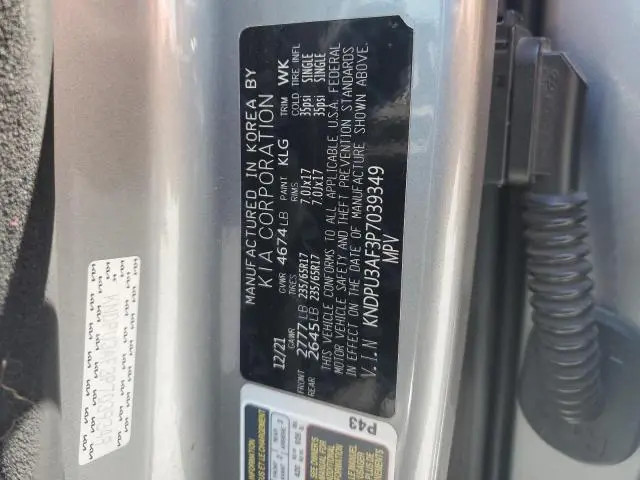 MANUFACTURED IN KOREA BY
KIA CORPORATION
12/21 GVWR 4674 LB PAINT KLG TRIM WK
GAWR TIRES RIMS COLD TIRE INFL
FRONT 2777 LB 235/65R17 7.0Jx17 35psi SINGLE
REAR 2645 LB 235/65R17 7.0Jx17 35psi SINGLE
THIS VEHICLE CONFORMS TO ALL APPLICABLE U.S.A. FEDERAL
MOTOR VEHICLE SAFETY AND THEFT PREVENTION STANDARDS
IN EFFECT ON THE DATE OF MANUFACTURE SHOWN ABOVE.
V.I.N KNDPU3AF3P7039349
MPV
P43